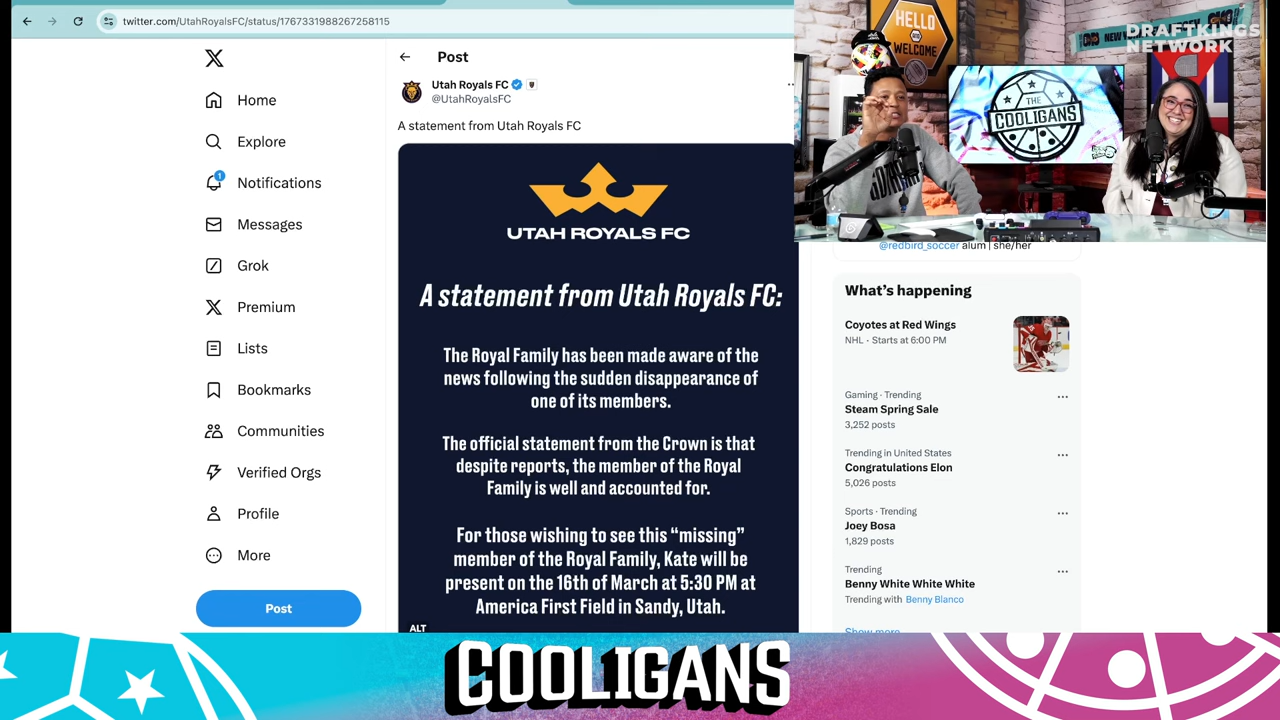 twitter.com/UtahRoyalsFC/status/1767331988267258115
Home
Explore
1
Notifications
Messages
Grok
Premium
Lists
Bookmarks
Communities
Verified Orgs
Profile
More
Post
Post
Utah Royals FC
@UtahRoyalsFC
A statement from Utah Royals FC
UTAH ROYALS FC
A statement from Utah Royals FC:
The Royal Family has been made aware of the
news following the sudden disappearance of
one of its members.
The official statement from the Crown is that
despite reports, the member of the Royal
Family is well and accounted for.
For those wishing to see this “missing”
member of the Royal Family, Kate will be
present on the 16th of March at 5:30 PM at
America First Field in Sandy, Utah.
ALT
HELLO
WELCOME
THE
COOLIGANS
DRAFTKINGS
NETWORK
@redbird_soccer alum | she/her
What’s happening
Coyotes at Red Wings
NHL · Starts at 6:00 PM
Gaming · Trending
Steam Spring Sale
3,252 posts
Trending in United States
Congratulations Elon
5,026 posts
Sports · Trending
Joey Bosa
1,829 posts
Trending
Benny White White White
Trending with Benny Blanco
Show more
COOLIGANS